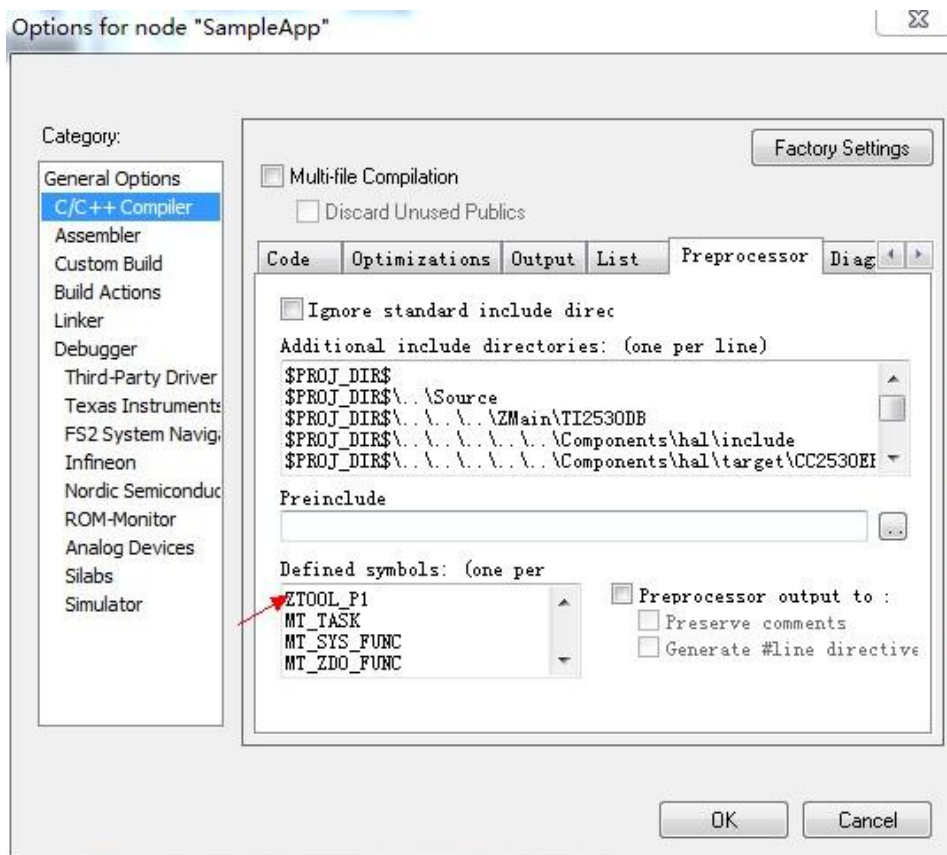 Options for node "SampleApp"
Category:
General Options
C/C++ Compiler
Assembler
Custom Build
Build Actions
Linker
Debugger
Third-Party Driver
Texas Instruments
FS2 System Naviga
Infineon
Nordic Semiconduc
ROM-Monitor
Analog Devices
Silabs
Simulator
Factory Settings
Multi-file Compilation
Discard Unused Publics
Code Optimizations Output List Preprocessor Diag
Ignore standard include direc
Additional include directories: (one per line)
$PROJ_DIR$
$PROJ_DIR$\..\Source
$PROJ_DIR$\..\..\..\ZMain\TI2530DB
$PROJ_DIR$\..\..\..\..\..\Components\hal\include
$PROJ_DIR$\..\..\..\..\..\Components\hal\target\CC2530EI
Preinclude
..
Defined symbols: (one per
ZTOOL_P1
MT_TASK
MT_SYS_FUNC
MT_ZDO_FUNC
Preprocessor output to :
Preserve comments
Generate #line directive
OK Cancel